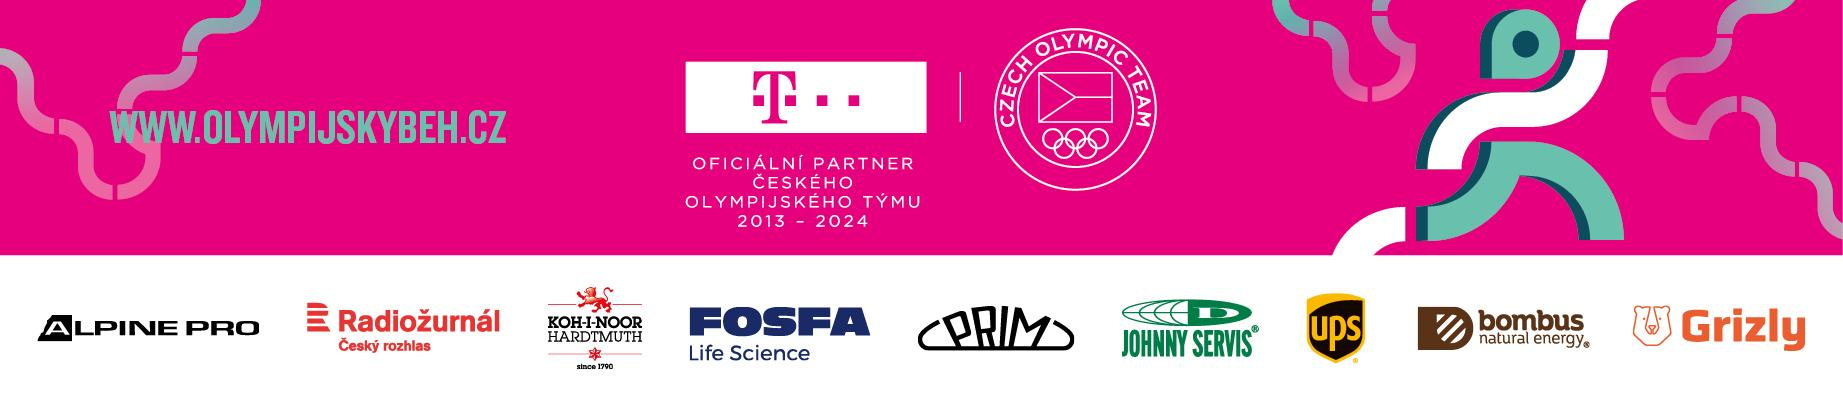 WWW.OLYMPIJSKYBEH.CZ
T
CZECH OLYMPIC TEAM
OFICIÁLNÍ PARTNER
ČESKÉHO
OLYMPIJSKÉHO TÝMU
2013 – 2024
ALPINE PRO
Radiožurnál
Český rozhlas
KOH-I-NOOR
HARDTMUTH
since 1790
FOSFA
Life Science
PRIM
D
JOHNNY SERVIS®
ups
bombus
natural energy®
Grizly